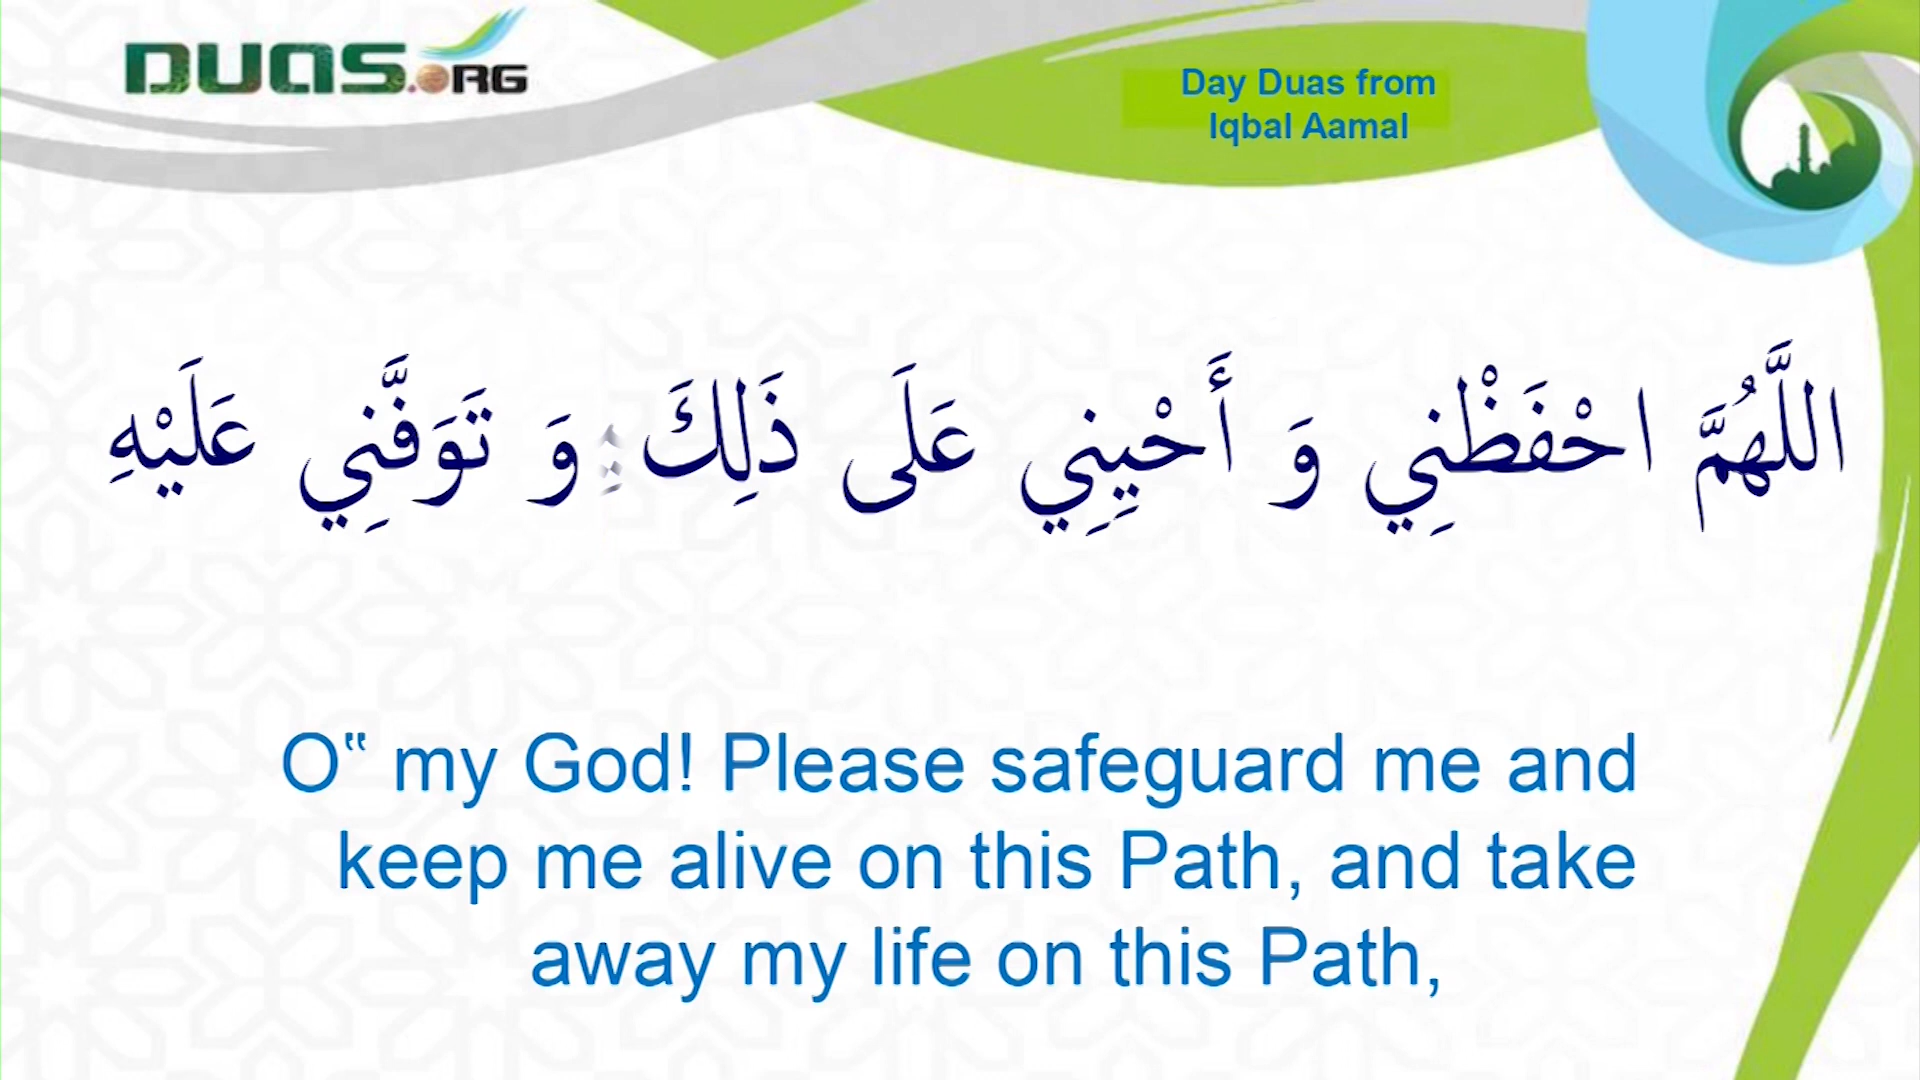 DUAS.ORG
Day Duas from
Iqbal Aamal
اللَّهُمَّ احْفَظْنِي وَ أَحْيِنِي عَلَى ذَلِكَ وَ تَوَفَّنِي عَلَيْهِ
O‟ my God! Please safeguard me and
keep me alive on this Path, and take
away my life on this Path,